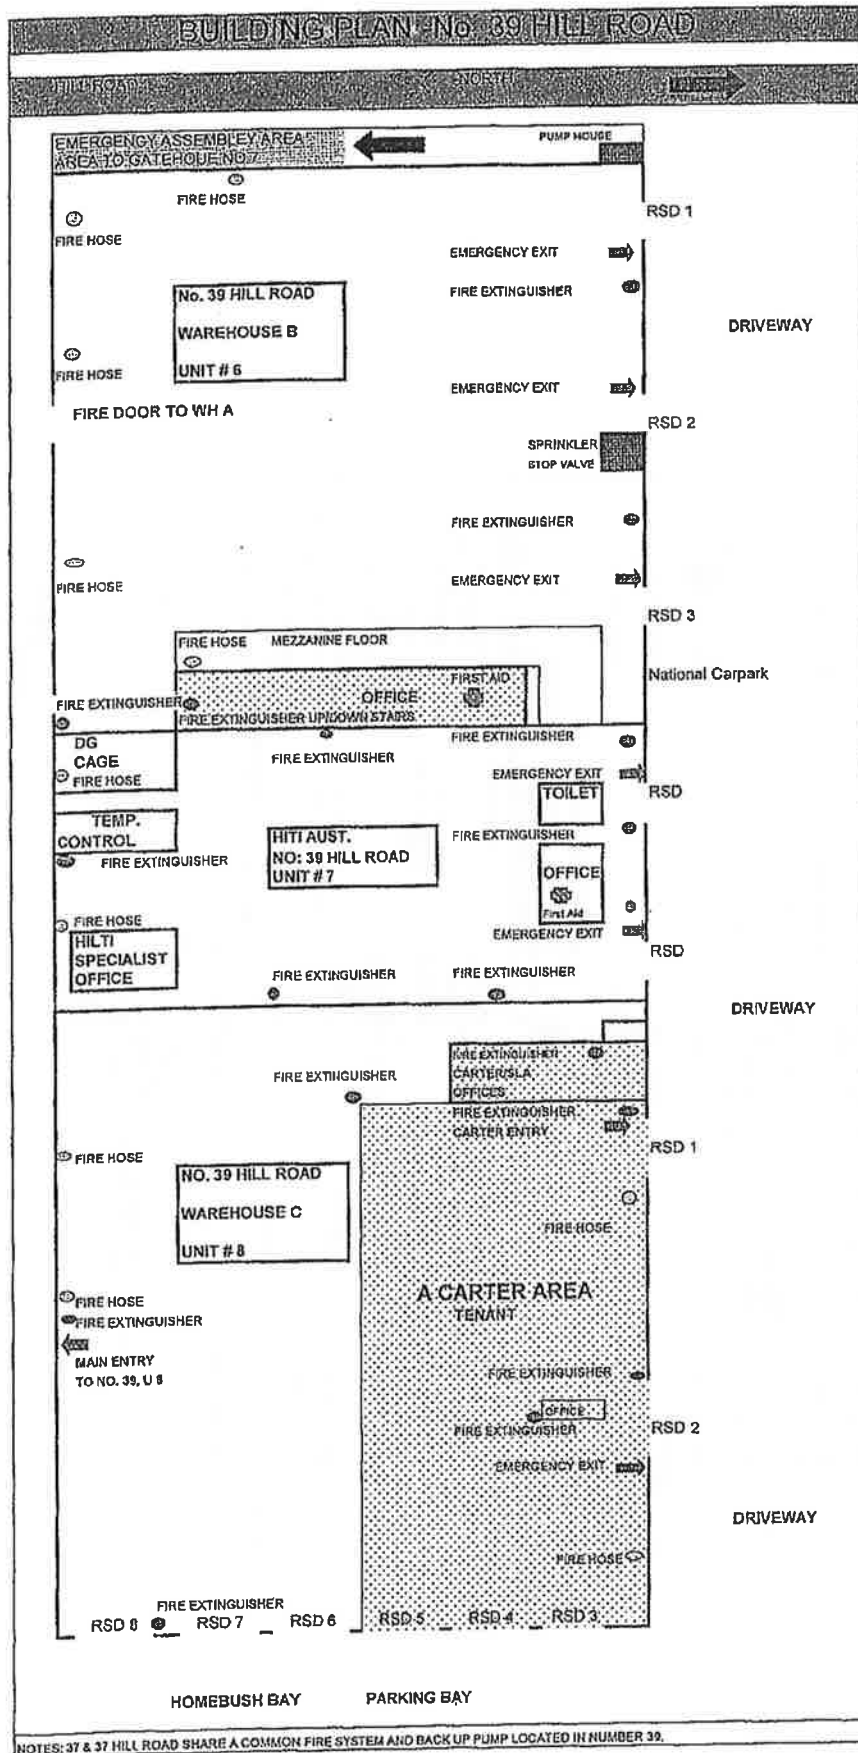 BUILDING PLAN -No. 39 HILL ROAD
HILL ROAD
NORTH
EMERGENCY ASSEMBLEY AREA
AREA TO GATEHOUE NO 7
PUMP HOUSE
FIRE HOSE
RSD 1
FIRE HOSE
EMERGENCY EXIT
FIRE EXTINGUISHER
No. 39 HILL ROAD
WAREHOUSE B
UNIT # 6
DRIVEWAY
FIRE HOSE
EMERGENCY EXIT
FIRE DOOR TO WH A
RSD 2
SPRINKLER
STOP VALVE
FIRE EXTINGUISHER
FIRE HOSE
EMERGENCY EXIT
RSD 3
FIRE HOSE MEZZANINE FLOOR
FIRST AID
National Carpark
OFFICE
FIRE EXTINGUISHER
FIRE EXTINGUISHER UP/DOWN STAIRS
DG
CAGE
FIRE HOSE
FIRE EXTINGUISHER
FIRE EXTINGUISHER
EMERGENCY EXIT
TOILET
RSD
TEMP.
CONTROL
FIRE EXTINGUISHER
HITI AUST.
NO: 39 HILL ROAD
UNIT # 7
FIRE EXTINGUISHER
OFFICE
First Aid
FIRE HOSE
HILTI
SPECIALIST
OFFICE
EMERGENCY EXIT
RSD
FIRE EXTINGUISHER
FIRE EXTINGUISHER
DRIVEWAY
FIRE EXTINGUISHER
CARTER/SLA
OFFICES
FIRE EXTINGUISHER
FIRE EXTINGUISHER
CARTER ENTRY
RSD 1
FIRE HOSE
NO. 39 HILL ROAD
WAREHOUSE C
UNIT # 8
FIRE HOSE
A CARTER AREA
TENANT
FIRE HOSE
FIRE EXTINGUISHER
MAIN ENTRY
TO NO. 39, U 8
FIRE EXTINGUISHER
OFFICE
FIRE EXTINGUISHER
RSD 2
EMERGENCY EXIT
DRIVEWAY
FIRE HOSE
FIRE EXTINGUISHER
RSD 8 RSD 7 RSD 6 RSD 5 RSD 4 RSD 3
HOMEBUSH BAY PARKING BAY
NOTES: 37 & 37 HILL ROAD SHARE A COMMON FIRE SYSTEM AND BACK UP PUMP LOCATED IN NUMBER 39.